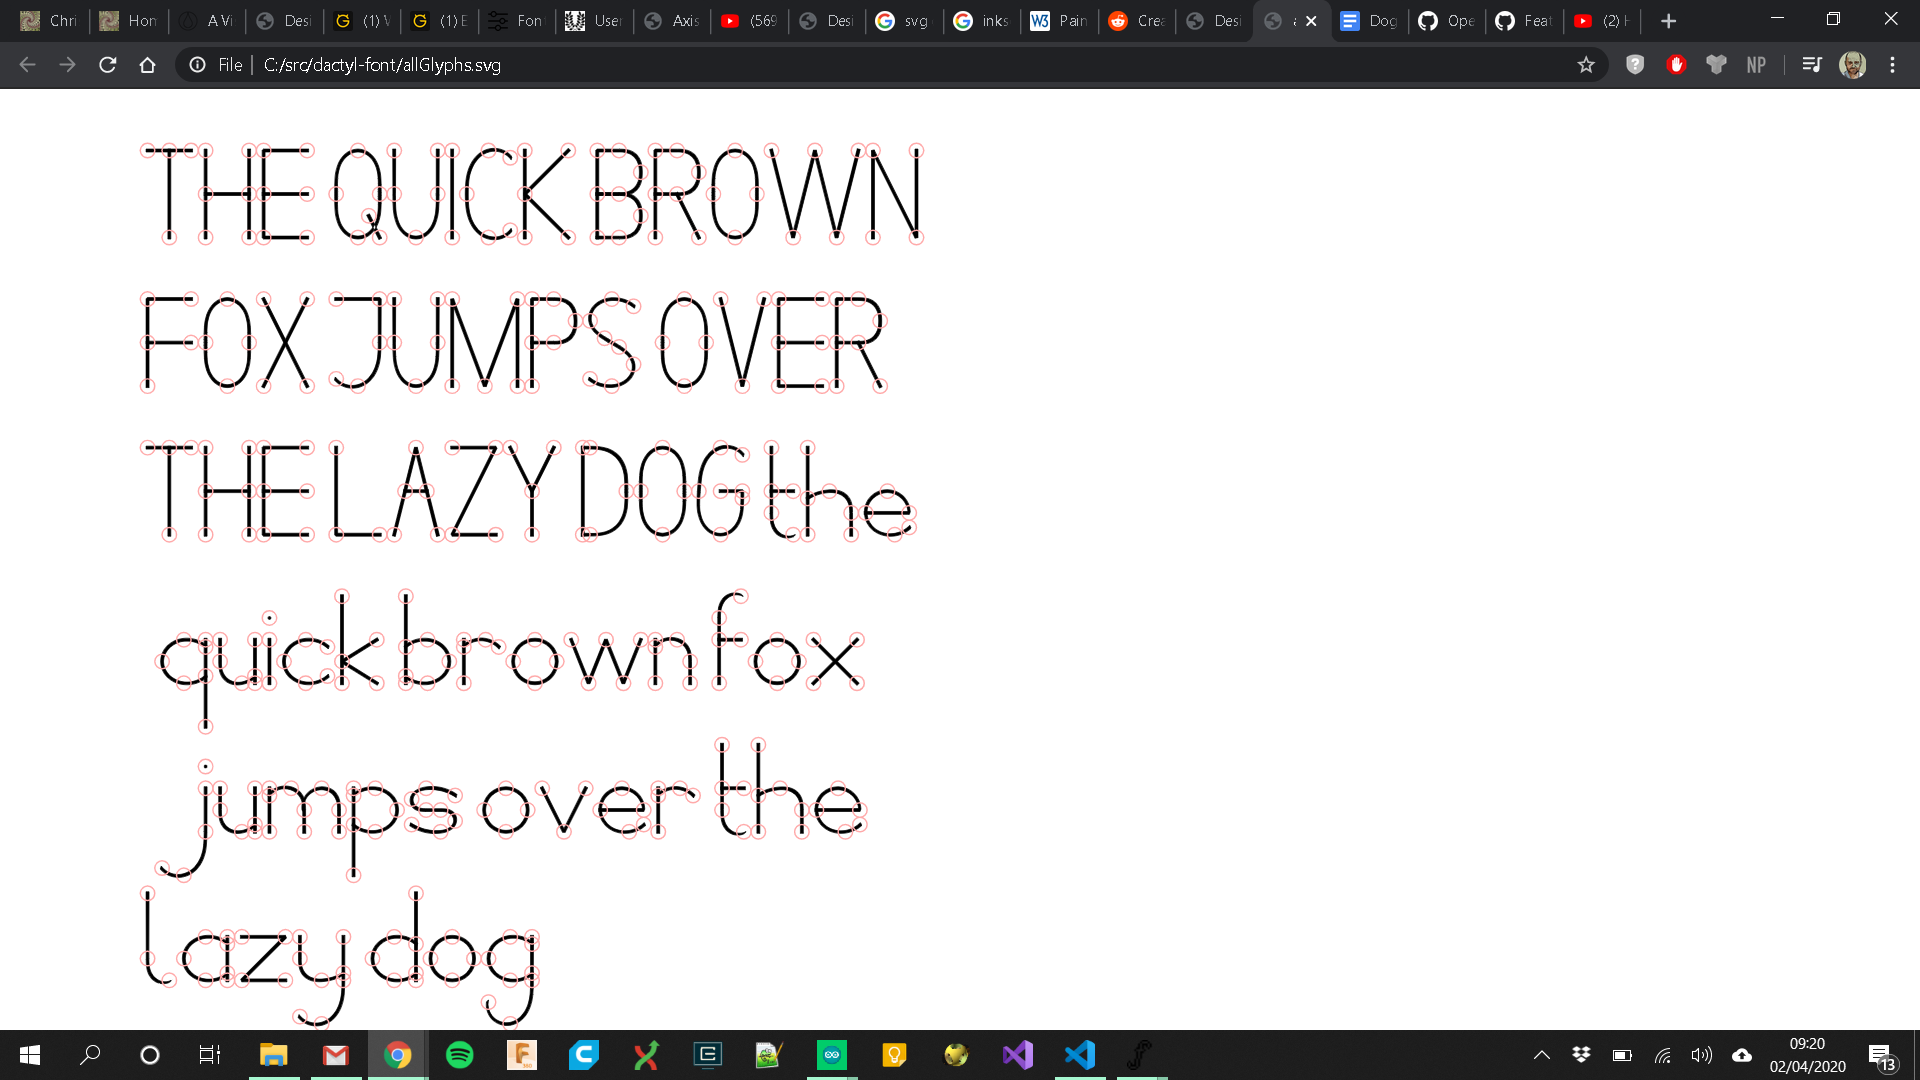 Chri Hon A Vi Desi (1) V (1) E Fon User Axis (569 Desi svg inks Pain Crea Desi a Dog Ope Feat (2) H
File C:/src/dactyl-font/allGlyphs.svg NP
THE QUICK BROWN
FOX JUMPS OVER
THE LAZY DOG the
quick brown fox
jumps over the
lazy dog
09:20
02/04/2020
13